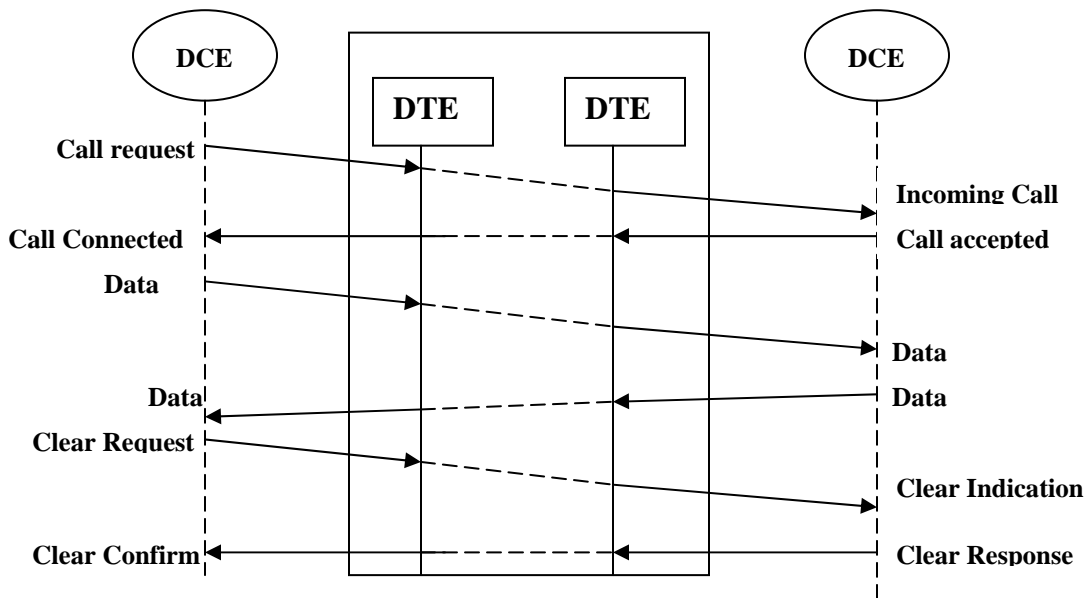 DCE
DCE
DTE
DTE
Call request
Incoming Call
Call Connected
Call accepted
Data
Data
Data
Data
Clear Request
Clear Indication
Clear Confirm
Clear Response